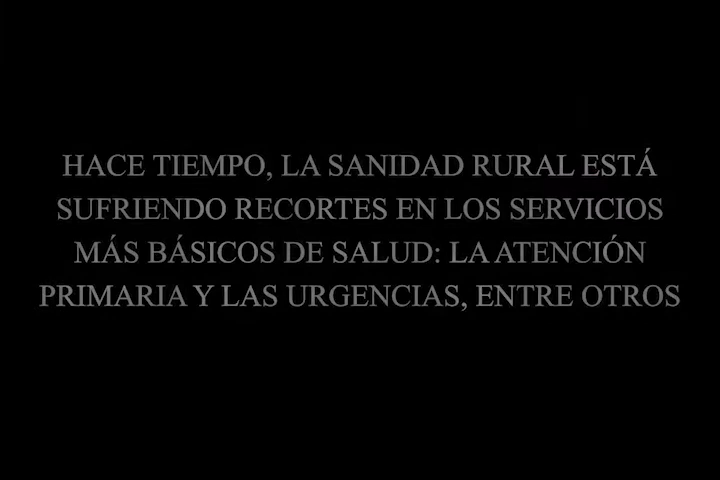 HACE TIEMPO, LA SANIDAD RURAL ESTÁ
SUFRIENDO RECORTES EN LOS SERVICIOS
MÁS BÁSICOS DE SALUD: LA ATENCIÓN
PRIMARIA Y LAS URGENCIAS, ENTRE OTROS